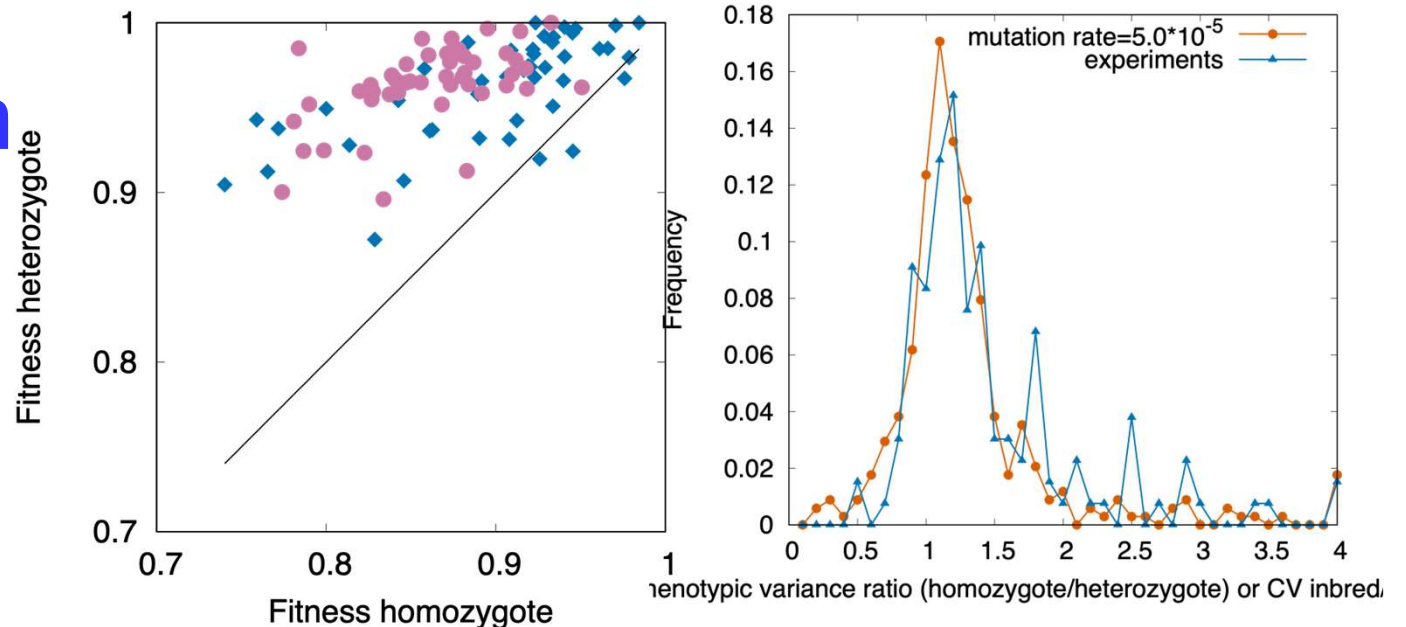 1
0.9
0.8
0.7
Fitness heterozygote
0.7 0.8 0.9 1
Fitness homozygote
0.18
0.16
0.14
0.12
0.1
0.08
0.06
0.04
0.02
0
Frequency
mutation rate=5.0*10-5
experiments
0 0.5 1 1.5 2 2.5 3 3.5 4
variance ratio (homozygote/heterozygote) or CV